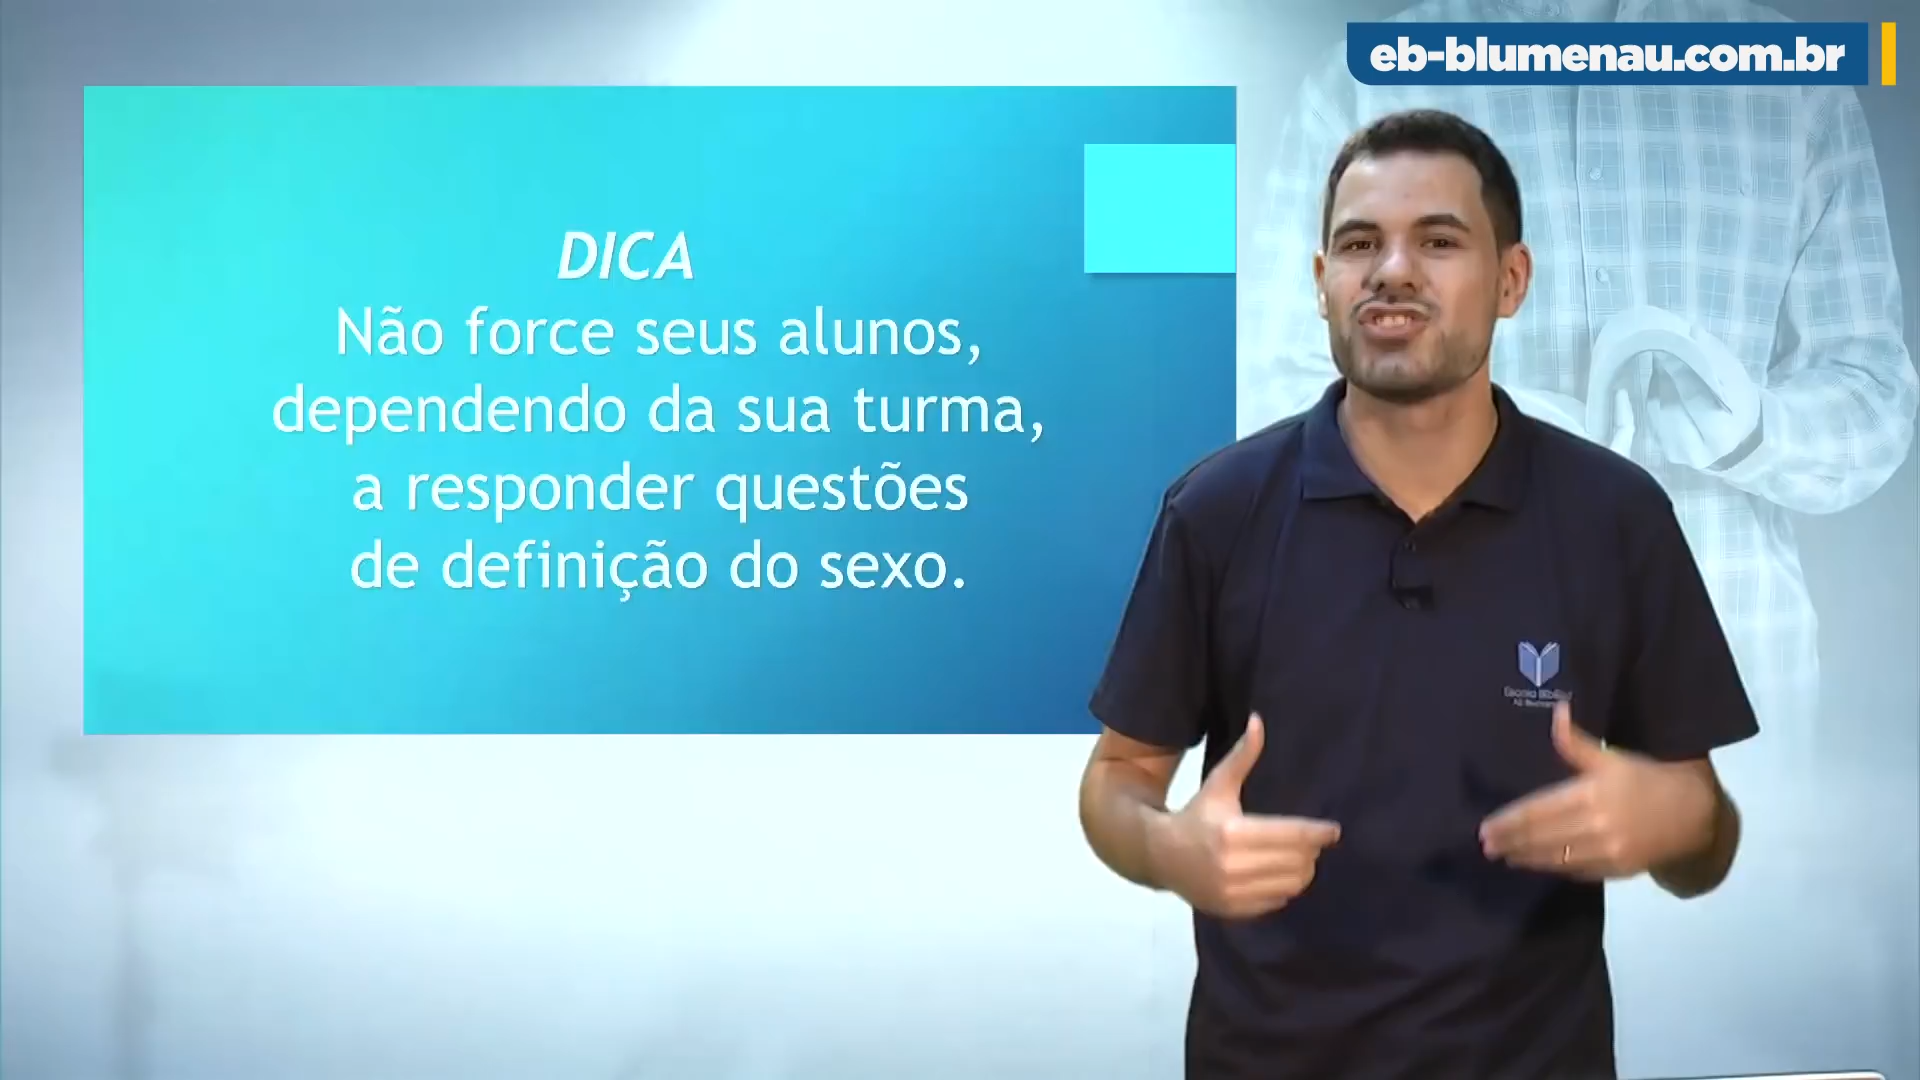 eb-blumenau.com.br
DICA
Não force seus alunos,
dependendo da sua turma,
a responder questões
de definição do sexo.